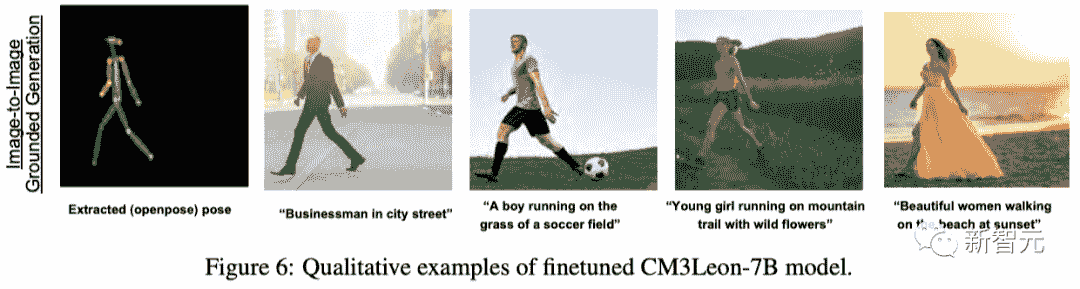 Image-to-Image
Grounded Generation
Extracted (openpose) pose
“Businessman in city street”
“A boy running on the
grass of a soccer field”
“Young girl running on mountain
trail with wild flowers”
“Beautiful women walking
on the beach at sunset”
新智元
Figure 6: Qualitative examples of finetuned CM3Leon-7B model.